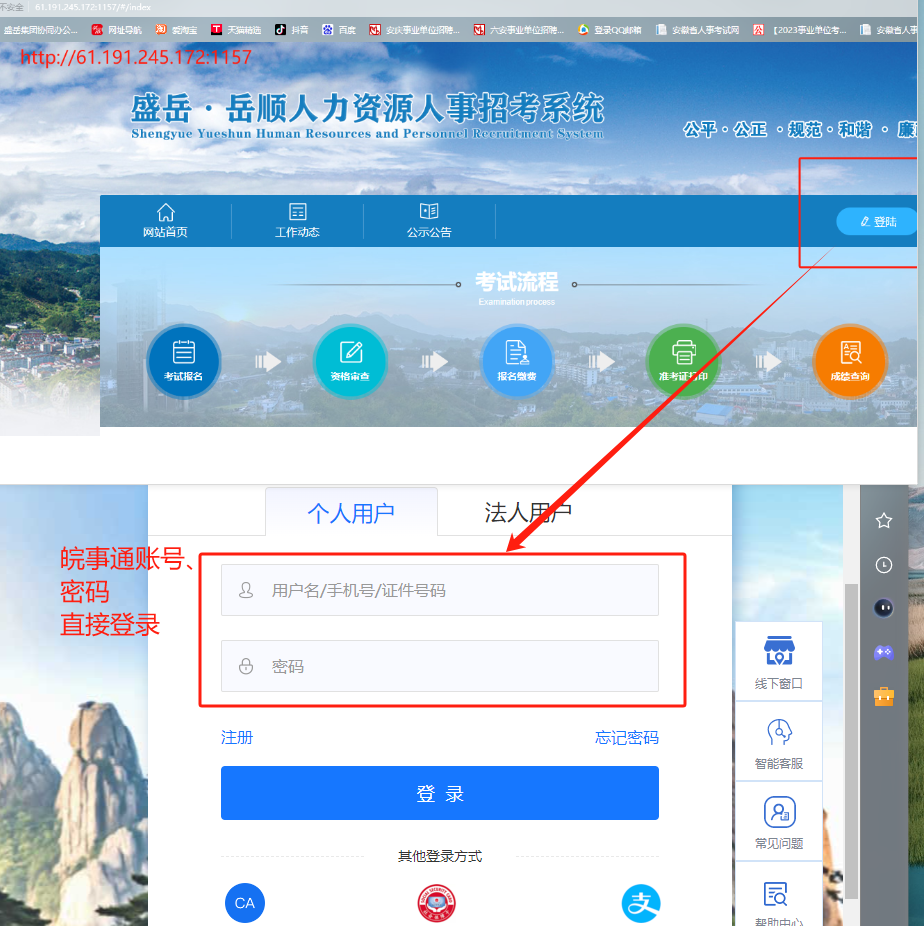 不安全 61.191.245.172:1157/#/index
盛岳集团协同办公... 网址导航 爱淘宝 天猫精选 抖音 百度 安庆事业单位招聘... 六安事业单位招聘... 登录QQ邮箱 安徽省人事考试网 【2023事业单位考... 安徽省人事
http://61.191.245.172:1157
盛岳·岳顺人力资源人事招考系统
Shengyue Yueshun Human Resources and Personnel Recruitment System
公平·公正·规范·和谐·廉
网站首页 工作动态 公示公告 登陆
考试流程
Examination process
考试报名 资格审查 报名缴费 准考证打印 成绩查询
个人用户 法人用户
皖事通账号、
密码
直接登录
用户名/手机号/证件号码
密码
注册 忘记密码
登录
其他登录方式
CA
支
线下窗口
智能客服
常见问题
帮助中心